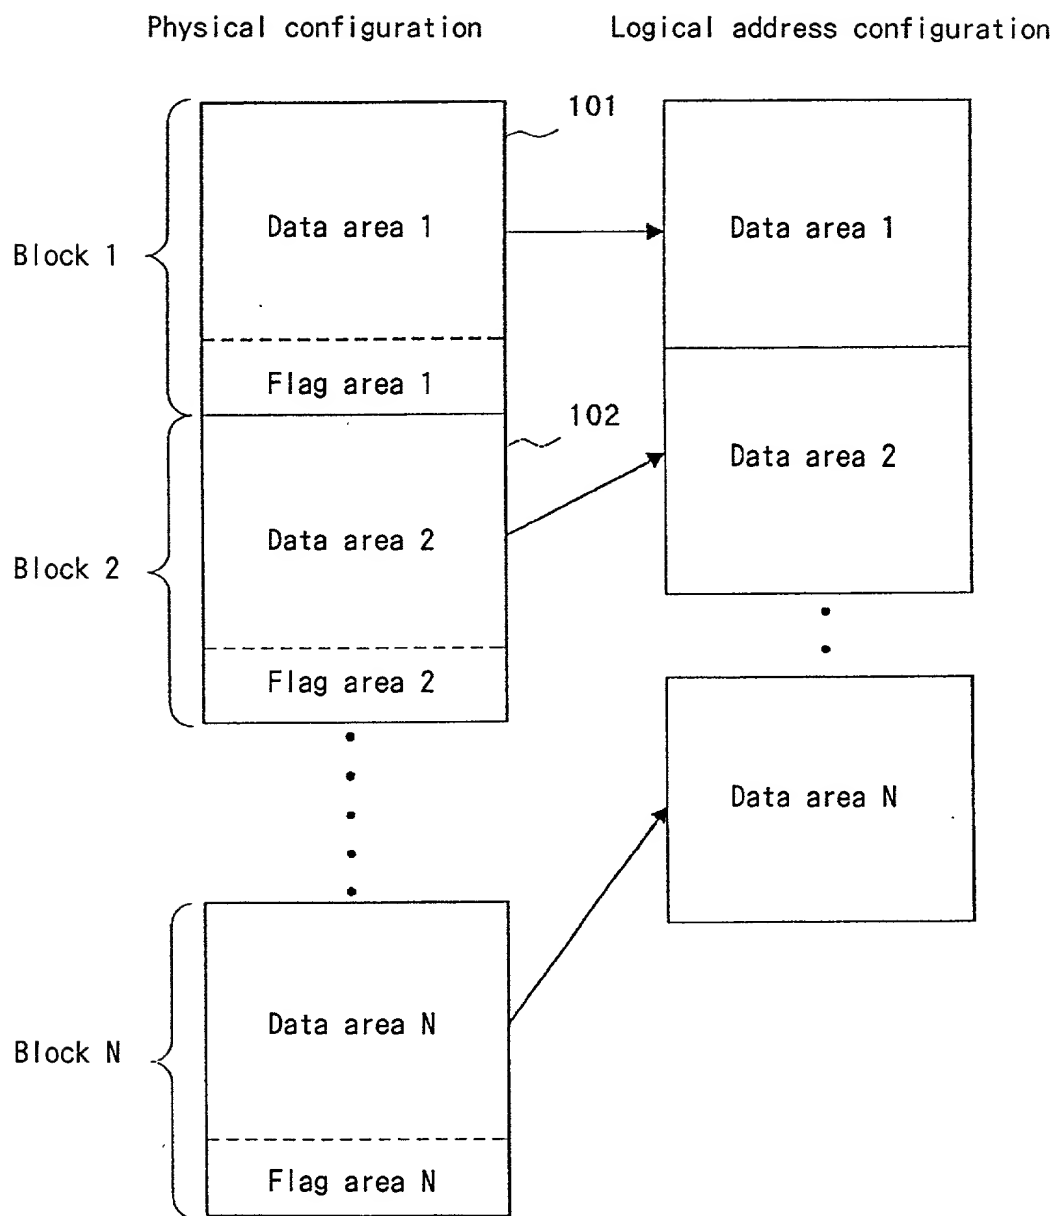 Physical configuration
Logical address configuration
101
Data area 1
Data area 1
Block 1
Flag area 1
102
Data area 2
Data area 2
Block 2
Flag area 2
Data area N
Data area N
Block N
Flag area N